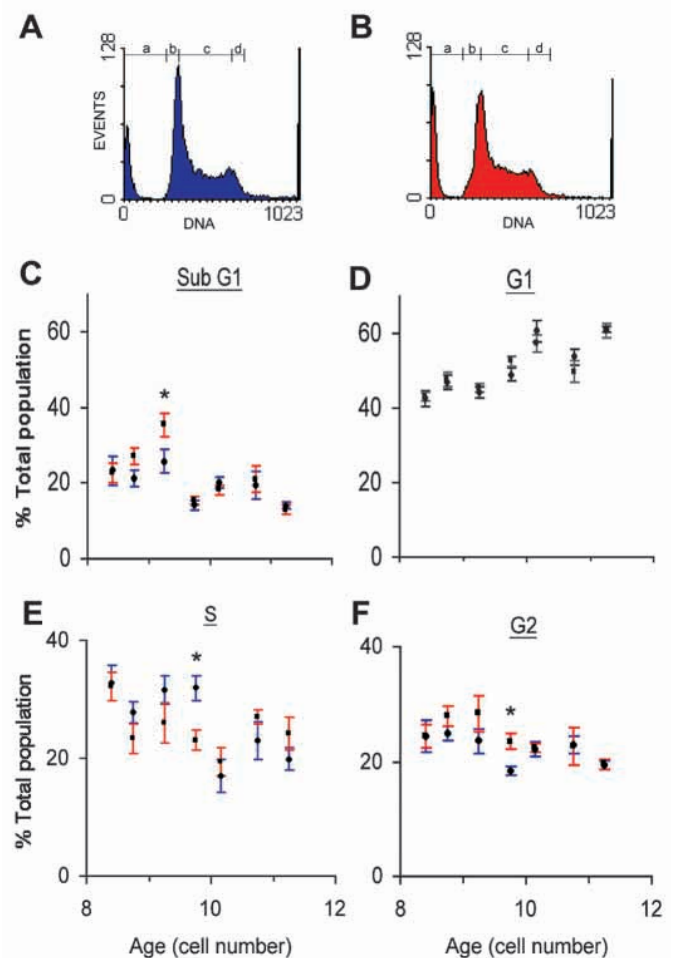 A
B
a b c d
a b c d
128
128
EVENTS
0
0
0 1023
0 1023
DNA
DNA
C
Sub G1
D
G1
60
60
*
40
40
% Total population
20
20
0
0
E
S
F
G2
40
40
*
*
% Total population
20
20
0
0
8 10 12
8 10 12
Age (cell number)
Age (cell number)